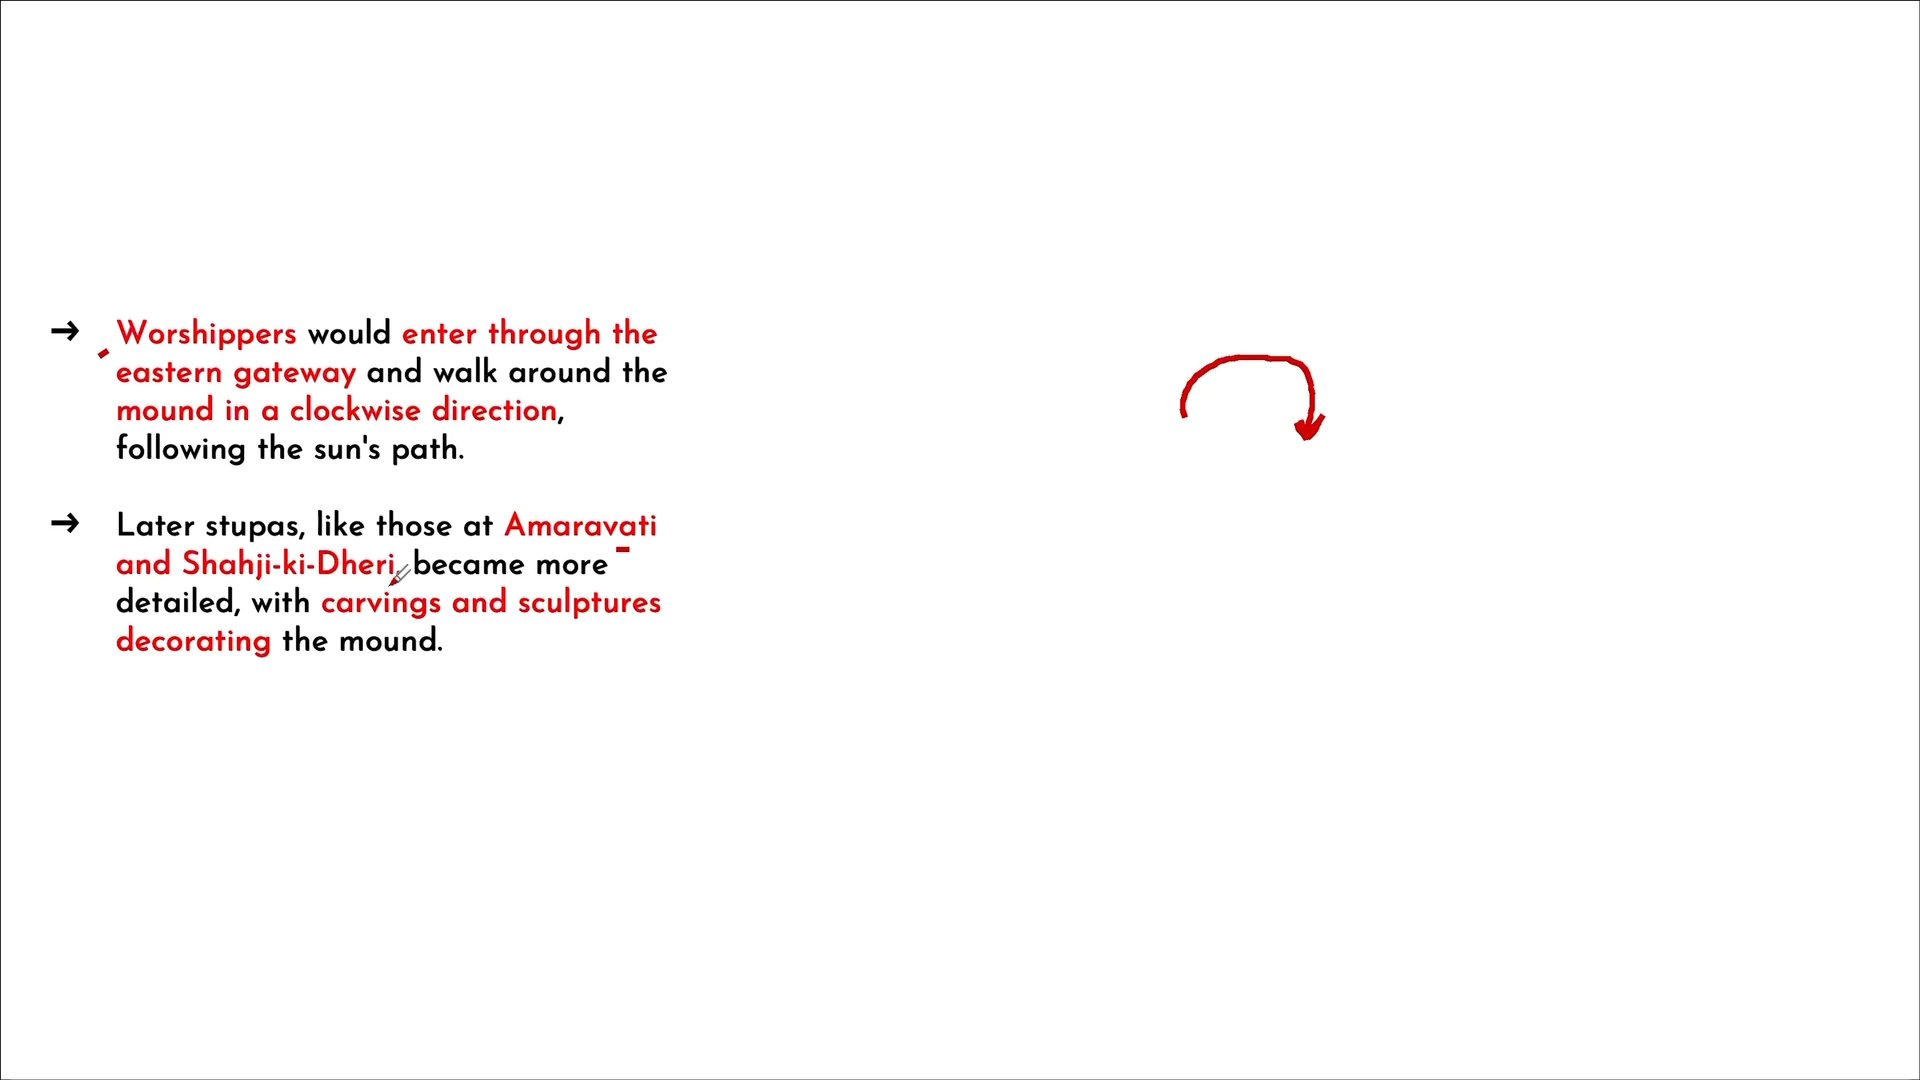 → Worshippers would enter through the
eastern gateway and walk around the
mound in a clockwise direction,
following the sun's path.
→ Later stupas, like those at Amaravati
and Shahji-ki-Dheri, became more
detailed, with carvings and sculptures
decorating the mound.